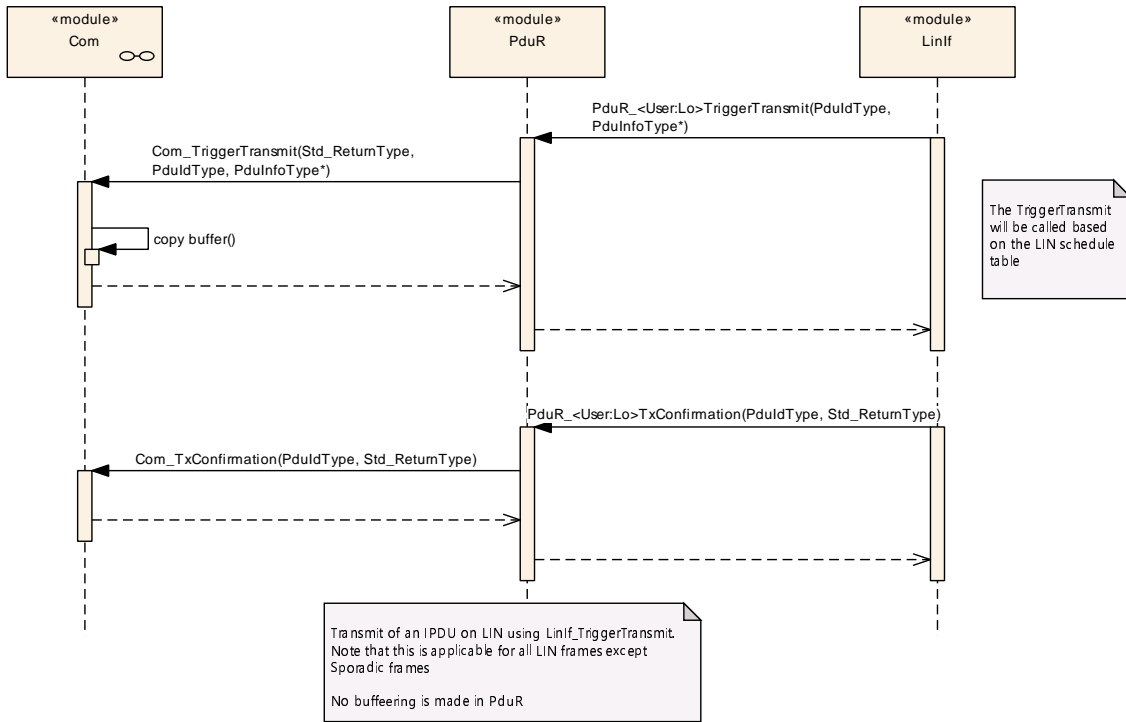 «module»
Com
«module»
PduR
«module»
LinIf
PduR_<User:Lo>TriggerTransmit(PduIdType,
PduInfoType*)
Com_TriggerTransmit(Std_ReturnType,
PduIdType, PduInfoType*)
The TriggerTransmit
will be called based
on the LIN schedule
table
copy buffer()
PduR_<User:Lo>TxConfirmation(PduIdType, Std_ReturnType)
Com_TxConfirmation(PduIdType, Std_ReturnType)
Transmit of an IPDU on LIN using LinIf_TriggerTransmit.
Note that this is applicable for all LIN frames except
Sporadic frames
No buffeering is made in PduR